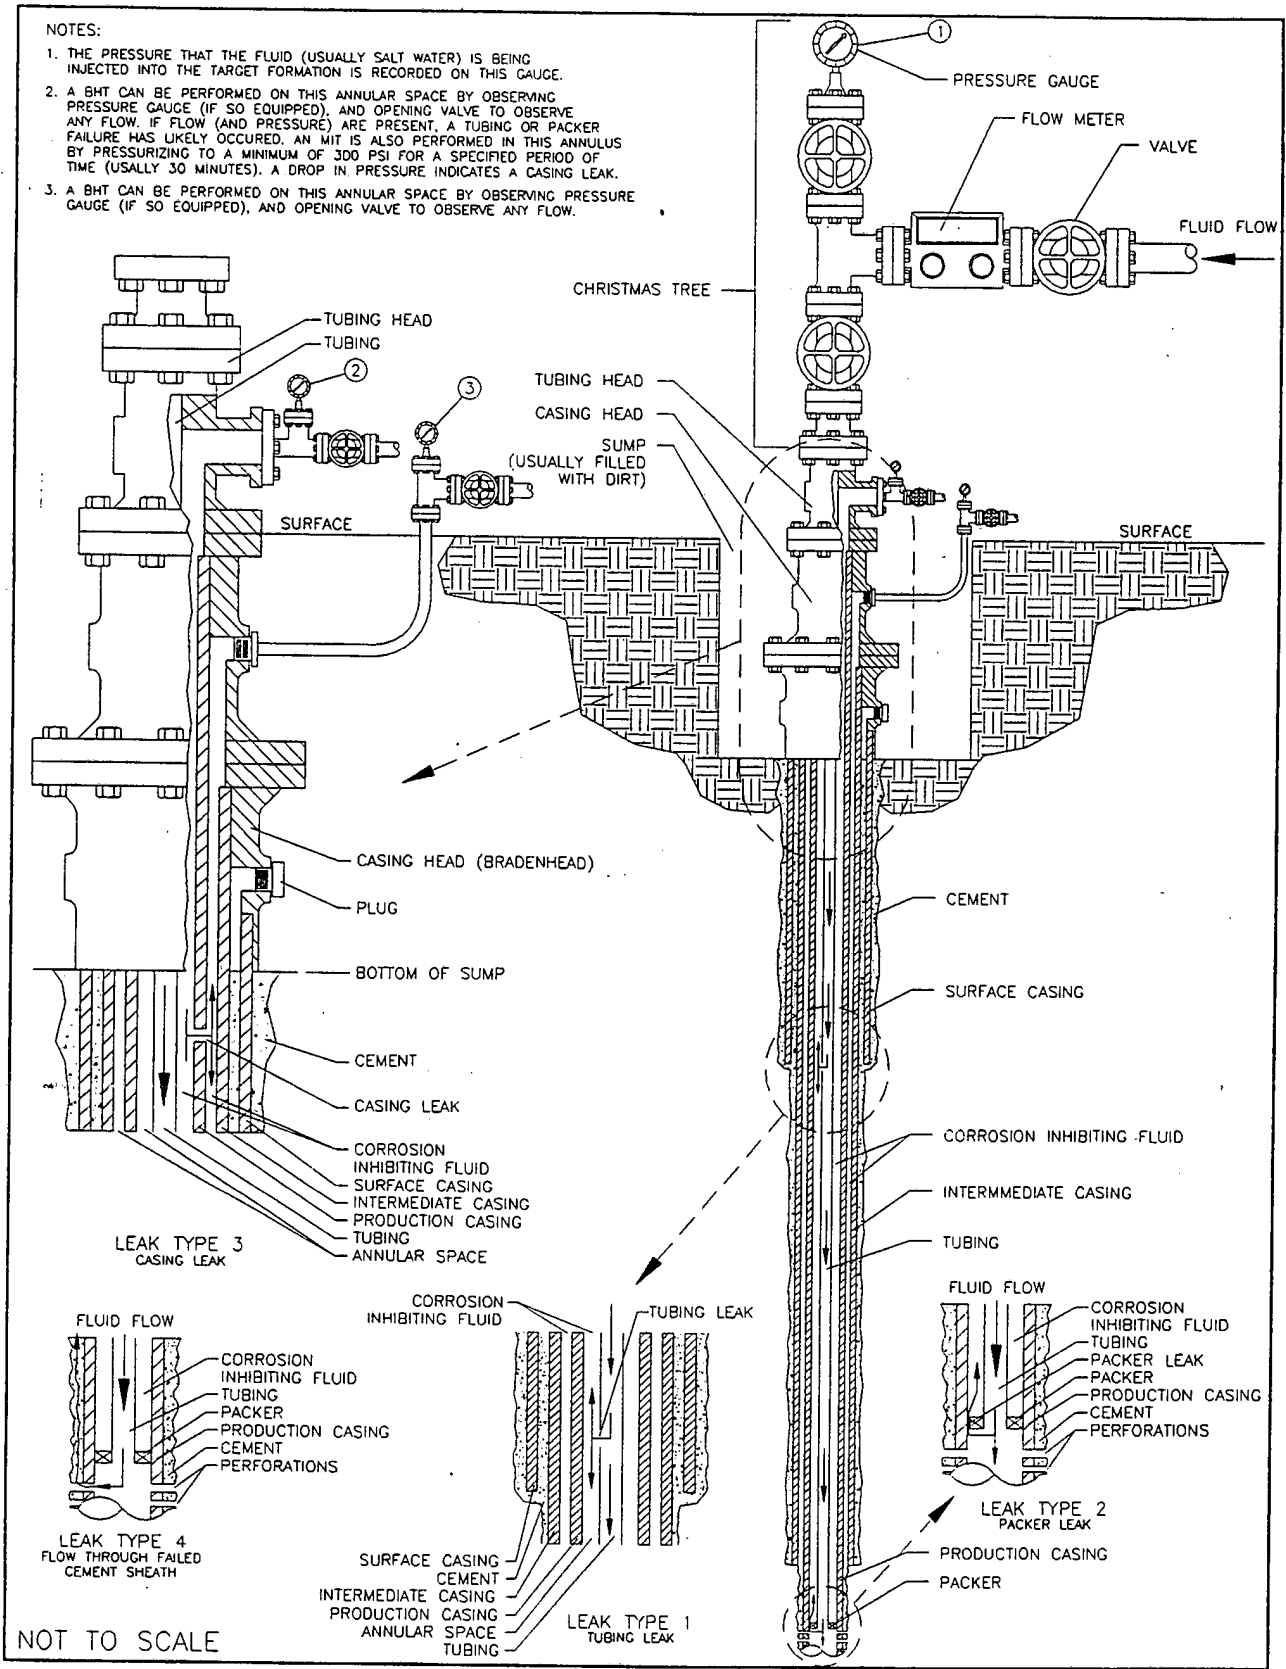 NOTES:
1. THE PRESSURE THAT THE FLUID (USUALLY SALT WATER) IS BEING
INJECTED INTO THE TARGET FORMATION IS RECORDED ON THIS GAUGE.
2. A BHT CAN BE PERFORMED ON THIS ANNULAR SPACE BY OBSERVING
PRESSURE GAUGE (IF SO EQUIPPED), AND OPENING VALVE TO OBSERVE
ANY FLOW. IF FLOW (AND PRESSURE) ARE PRESENT, A TUBING OR PACKER
FAILURE HAS LIKELY OCCURED. AN MIT IS ALSO PERFORMED IN THIS ANNULUS
BY PRESSURIZING TO A MINIMUM OF 300 PSI FOR A SPECIFIED PERIOD OF
TIME (USALLY 30 MINUTES). A DROP IN PRESSURE INDICATES A CASING LEAK.
3. A BHT CAN BE PERFORMED ON THIS ANNULAR SPACE BY OBSERVING PRESSURE
GAUGE (IF SO EQUIPPED), AND OPENING VALVE TO OBSERVE ANY FLOW.
1
PRESSURE GAUGE
FLOW METER
VALVE
FLUID FLOW
CHRISTMAS TREE
TUBING HEAD
CASING HEAD
SUMP
(USUALLY FILLED
WITH DIRT)
SURFACE
CEMENT
SURFACE CASING
CORROSION INHIBITING FLUID
INTERMMEDIATE CASING
TUBING
PRODUCTION CASING
PACKER
TUBING HEAD
TUBING
2
3
SURFACE
CASING HEAD (BRADENHEAD)
PLUG
BOTTOM OF SUMP
CEMENT
CASING LEAK
CORROSION
INHIBITING FLUID
SURFACE CASING
INTERMEDIATE CASING
PRODUCTION CASING
TUBING
ANNULAR SPACE
LEAK TYPE 3
CASING LEAK
FLUID FLOW
CORROSION
INHIBITING FLUID
TUBING
PACKER
PRODUCTION CASING
CEMENT
PERFORATIONS
LEAK TYPE 4
FLOW THROUGH FAILED
CEMENT SHEATH
CORROSION
INHIBITING FLUID
TUBING LEAK
SURFACE CASING
CEMENT
INTERMEDIATE CASING
PRODUCTION CASING
ANNULAR SPACE
TUBING
LEAK TYPE 1
TUBING LEAK
FLUID FLOW
CORROSION
INHIBITING FLUID
TUBING
PACKER LEAK
PACKER
PRODUCTION CASING
CEMENT
PERFORATIONS
LEAK TYPE 2
PACKER LEAK
NOT TO SCALE